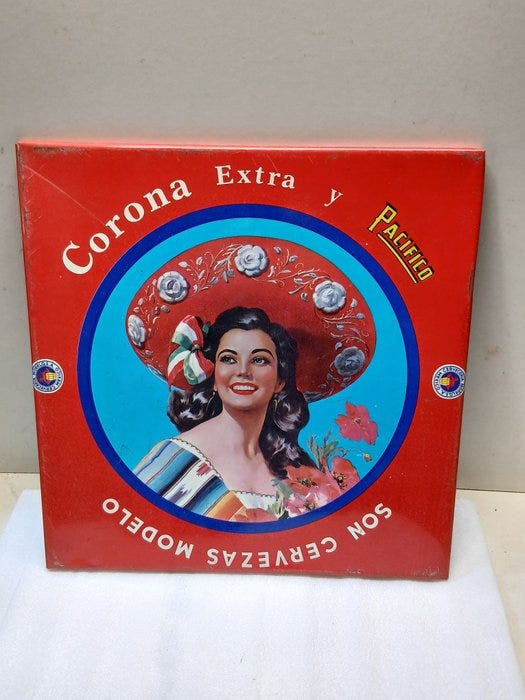 Corona Extra y PACIFICO
SON CERVEZAS MODELO